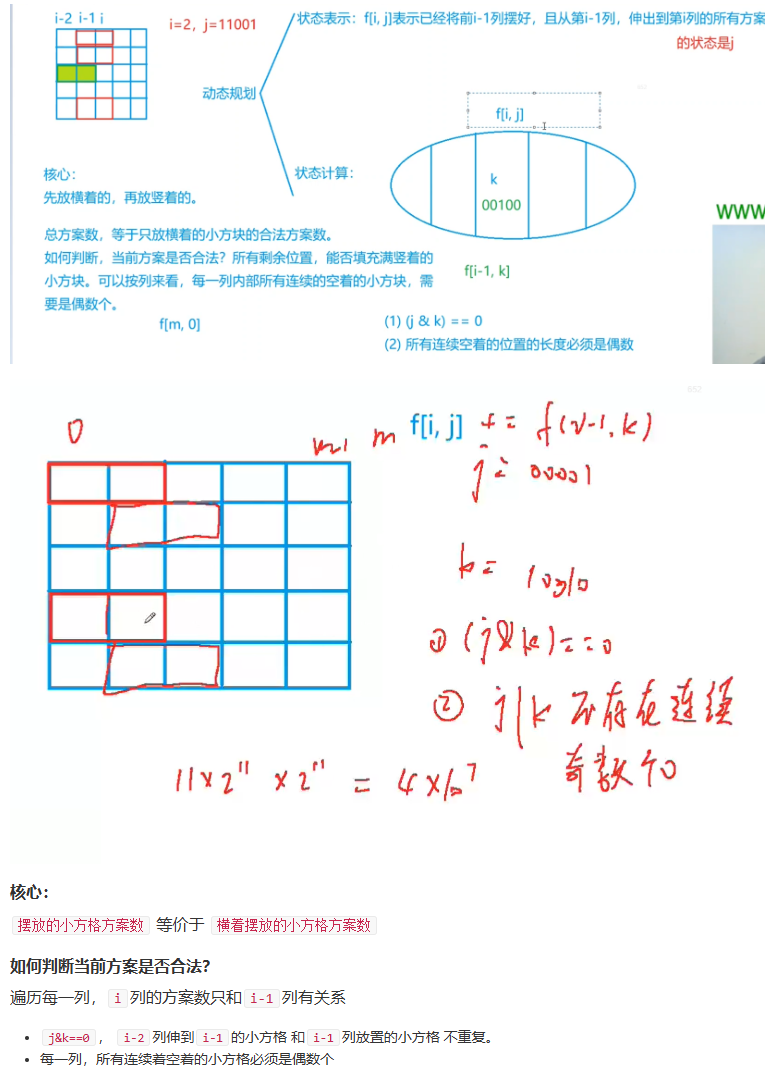 i-2 i-1 i
i=2，j=11001
状态表示：f[i, j]表示已经将前i-1列摆好，且从第i-1列，伸出到第i列的所有方案
的状态是j
动态规划
f[i, j]
状态计算：
k
00100
f[i-1, k]
(1) (j & k) == 0
(2) 所有连续空着的位置的长度必须是偶数
核心：
先放横着的，再放竖着的。
总方案数，等于只放横着的小方块的合法方案数。
如何判断，当前方案是否合法？所有剩余位置，能否填充满竖着的
小方块。可以按列来看，每一列内部所有连续的空着的小方块，需
要是偶数个。
f[m, 0]
WWW
0
m-1 m
f[i, j] += f(i-1, k)
j= 00001
k= 10010
① (j&k)==0
② j|k 不存在连续
奇数个0
11×2^11 ×2^11 = 4×10^7
核心：
摆放的小方格方案数 等价于 横着摆放的小方格方案数
如何判断当前方案是否合法？
遍历每一列， i 列的方案数只和 i-1 列有关系
• j&k==0 ， i-2 列伸到 i-1 的小方格 和 i-1 列放置的小方格 不重复。
• 每一列，所有连续着空着的小方格必须是偶数个